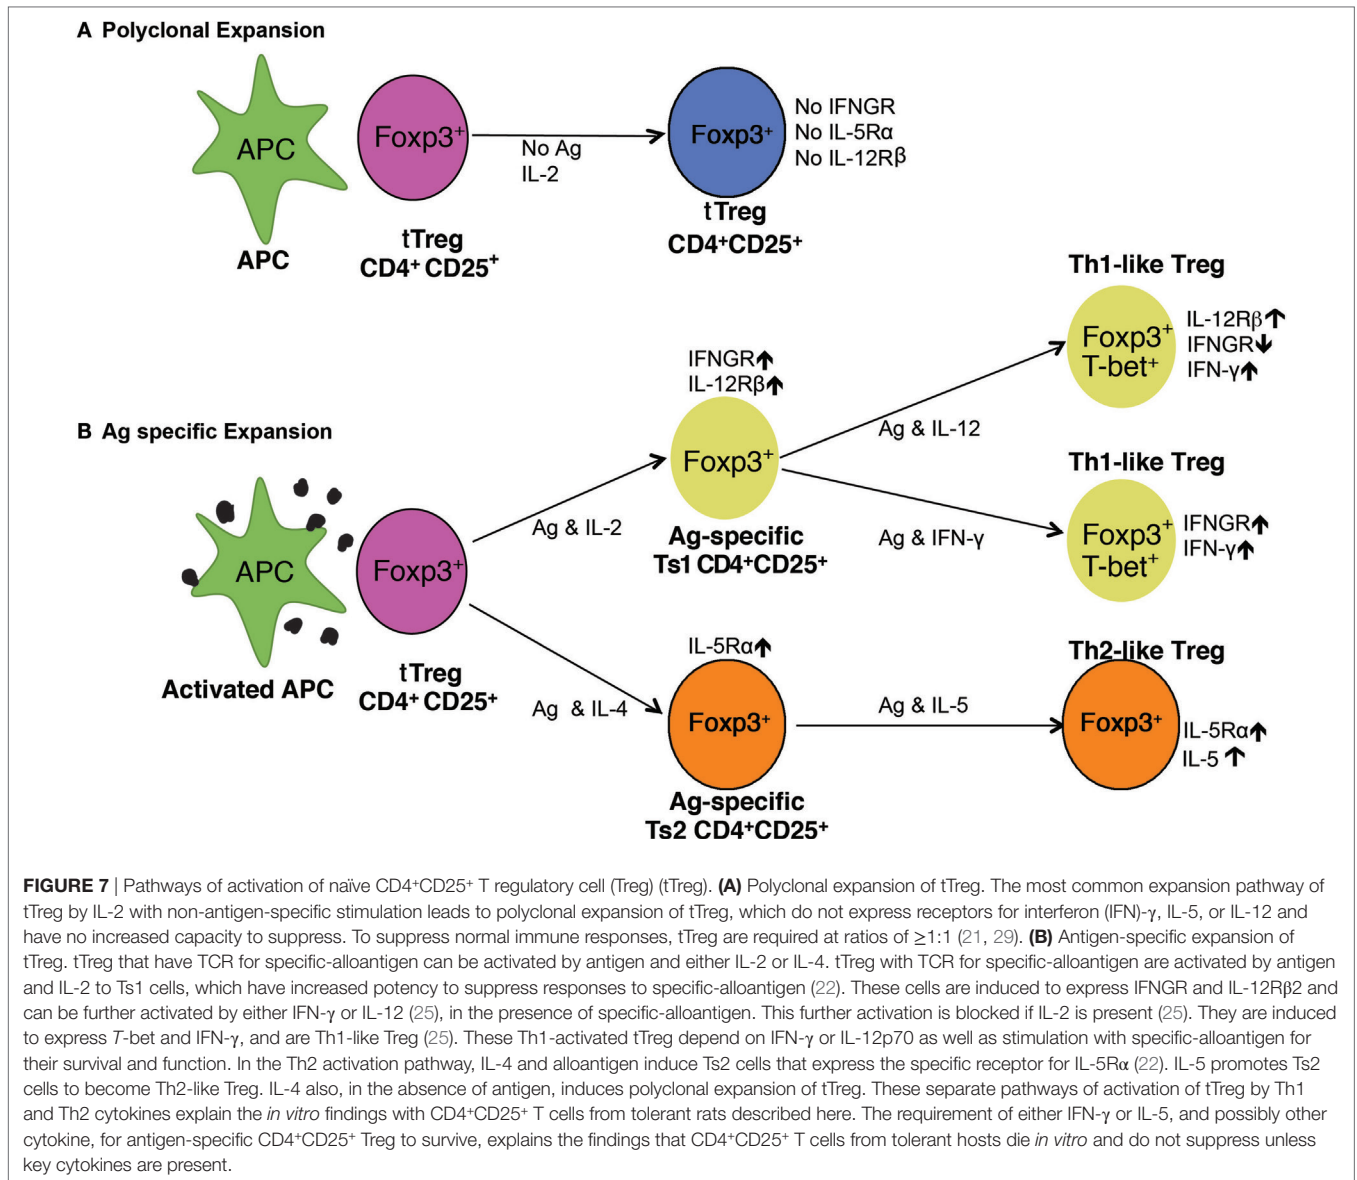 A Polyclonal Expansion
APC
Foxp3⁺
No Ag
IL-2
Foxp3⁺
No IFNGR
No IL-5Rα
No IL-12Rβ
APC
tTreg
CD4⁺ CD25⁺
tTreg
CD4⁺CD25⁺
B Ag specific Expansion
APC
Foxp3⁺
Activated APC
tTreg
CD4⁺ CD25⁺
Ag & IL-2
Ag & IL-4
IFNGR↑
IL-12Rβ↑
Foxp3⁺
Ag-specific
Ts1 CD4⁺CD25⁺
Ag & IL-12
Ag & IFN-γ
Th1-like Treg
Foxp3⁺
T-bet⁺
IL-12Rβ↑
IFNGR↓
IFN-γ↑
Th1-like Treg
Foxp3⁺
T-bet⁺
IFNGR↑
IFN-γ↑
IL-5Rα↑
Foxp3⁺
Ag-specific
Ts2 CD4⁺CD25⁺
Ag & IL-5
Th2-like Treg
Foxp3⁺
IL-5Rα↑
IL-5 ↑
FIGURE 7 | Pathways of activation of naïve CD4⁺CD25⁺ T regulatory cell (Treg) (tTreg). (A) Polyclonal expansion of tTreg. The most common expansion pathway of
tTreg by IL-2 with non-antigen-specific stimulation leads to polyclonal expansion of tTreg, which do not express receptors for interferon (IFN)-γ, IL-5, or IL-12 and
have no increased capacity to suppress. To suppress normal immune responses, tTreg are required at ratios of ≥1:1 (21, 29). (B) Antigen-specific expansion of
tTreg. tTreg that have TCR for specific-alloantigen can be activated by antigen and either IL-2 or IL-4. tTreg with TCR for specific-alloantigen are activated by antigen
and IL-2 to Ts1 cells, which have increased potency to suppress responses to specific-alloantigen (22). These cells are induced to express IFNGR and IL-12Rβ2 and
can be further activated by either IFN-γ or IL-12 (25), in the presence of specific-alloantigen. This further activation is blocked if IL-2 is present (25). They are induced
to express T-bet and IFN-γ, and are Th1-like Treg (25). These Th1-activated tTreg depend on IFN-γ or IL-12p70 as well as stimulation with specific-alloantigen for
their survival and function. In the Th2 activation pathway, IL-4 and alloantigen induce Ts2 cells that express the specific receptor for IL-5Rα (22). IL-5 promotes Ts2
cells to become Th2-like Treg. IL-4 also, in the absence of antigen, induces polyclonal expansion of tTreg. These separate pathways of activation of tTreg by Th1
and Th2 cytokines explain the in vitro findings with CD4⁺CD25⁺ T cells from tolerant rats described here. The requirement of either IFN-γ or IL-5, and possibly other
cytokine, for antigen-specific CD4⁺CD25⁺ Treg to survive, explains the findings that CD4⁺CD25⁺ T cells from tolerant hosts die in vitro and do not suppress unless
key cytokines are present.